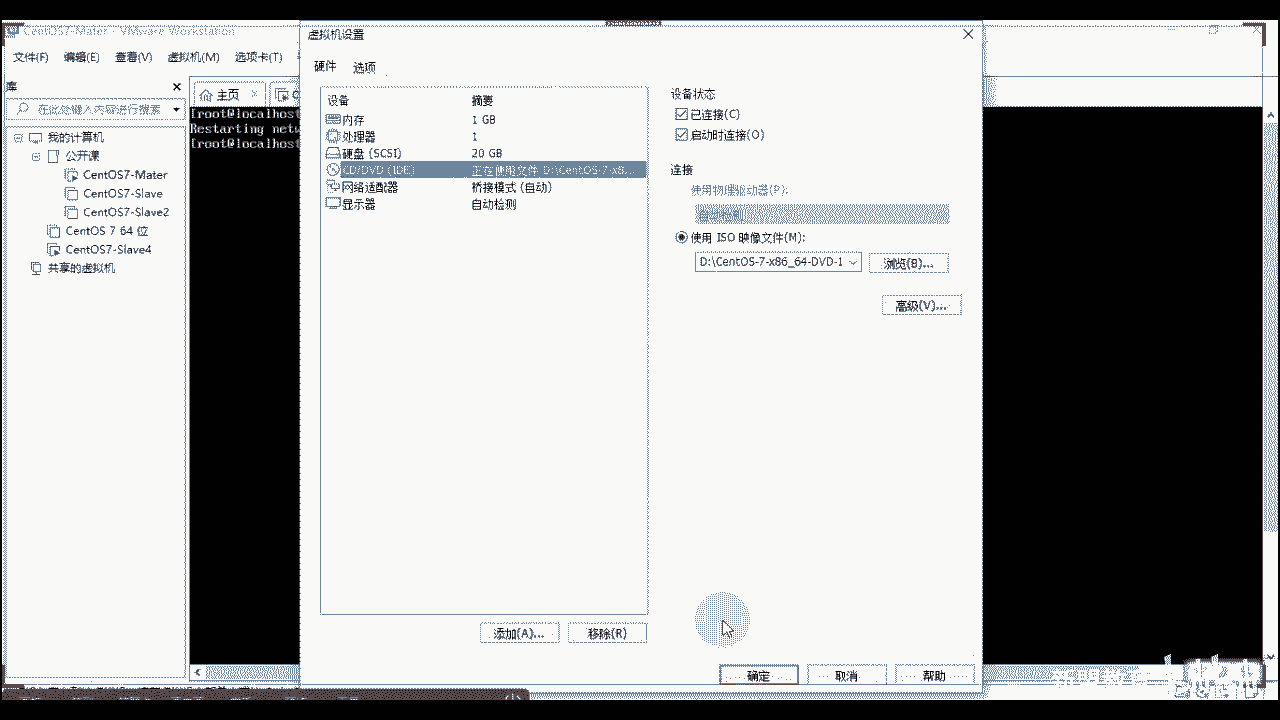 CentOS7-Mater - VMware Workstation
文件(F) 编辑(E) 查看(V) 虚拟机(M) 选项卡(T)
库
在此处键入内容进行搜索
我的计算机
公开课
CentOS7-Mater
CentOS7-Slave
CentOS7-Slave2
CentOS 7 64 位
CentOS7-Slave4
共享的虚拟机
主页
[root@localhost
Restarting netw
[root@localhost
虚拟机设置
硬件 选项
设备 摘要
内存 1 GB
处理器 1
硬盘 (SCSI) 20 GB
CD/DVD (IDE) 正在使用文件 D:\CentOS-7-x8...
网络适配器 桥接模式 (自动)
显示器 自动检测
添加(A)... 移除(R)
设备状态
已连接(C)
启动时连接(O)
连接
使用物理驱动器(P):
使用 ISO 映像文件(M):
D:\CentOS-7-x86_64-DVD-1
浏览(B)...
高级(V)...
确定 取消 帮助